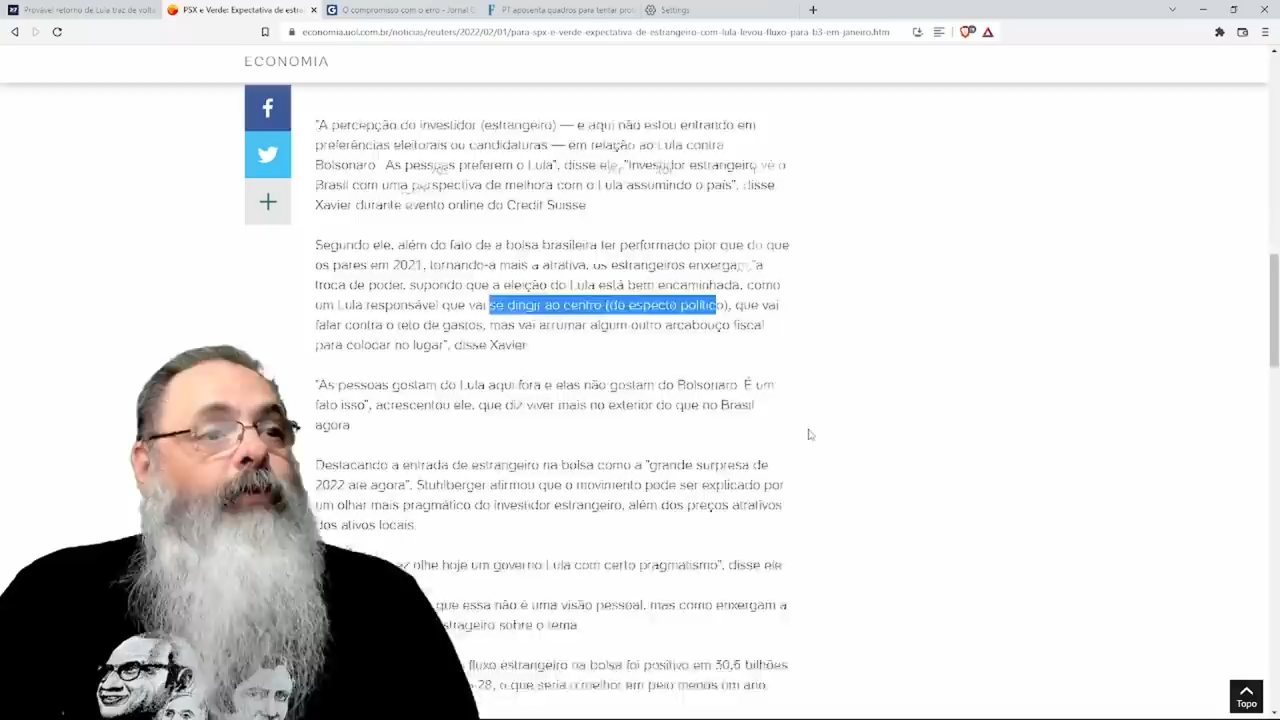 Provável retorno de Lula traz de volta
PSX e Verde: Expectativa de estra
O compromisso com o erro - Jornal
PT aposenta quadros para tentar pro
Settings
economia.uol.com.br/noticias/reuters/2022/02/01/para-spx-e-verde-expectativa-de-estrangeiro-com-lula-levou-fluxo-para-b3-em-janeiro.htm
ECONOMIA
"A percepção do investidor (estrangeiro) — e aqui não estou entrando em
preferências eleitorais ou candidaturas — em relação ao Lula contra
Bolsonaro As pessoas preferem o Lula", disse ele. "Investidor estrangeiro vê o
Brasil com uma perspectiva de melhora com o Lula assumindo o país", disse
Xavier durante evento online do Credit Suisse
Segundo ele, além do fato de a bolsa brasileira ter performado pior que do que
os pares em 2021, tornando-a mais a atrativa, os estrangeiros enxergam "a
troca de poder, supondo que a eleição do Lula está bem encaminhada, como
um Lula responsável que vai se dirigir ao centro (do especto político), que vai
falar contra o teto de gastos, mas vai arrumar algum outro arcabouço fiscal
para colocar no lugar", disse Xavier
"As pessoas gostam do Lula aqui fora e elas não gostam do Bolsonaro É um
fato isso", acrescentou ele, que diz viver mais no exterior do que no Brasil
agora
Destacando a entrada de estrangeiro na bolsa como a "grande surpresa de
2022 até agora", Stuhlberger afirmou que o movimento pode ser explicado por
um olhar mais pragmático do investidor estrangeiro, além dos preços atrativos
dos ativos locais.
olhe hoje um governo Lula com certo pragmatismo", disse ele
que essa não é uma visão pessoal, mas como enxergam a
estrageiro sobre o tema
fluxo estrangeiro na bolsa foi positivo em 30,6 bilhões
28, o que seria o melhor em pelo menos um ano
Topo